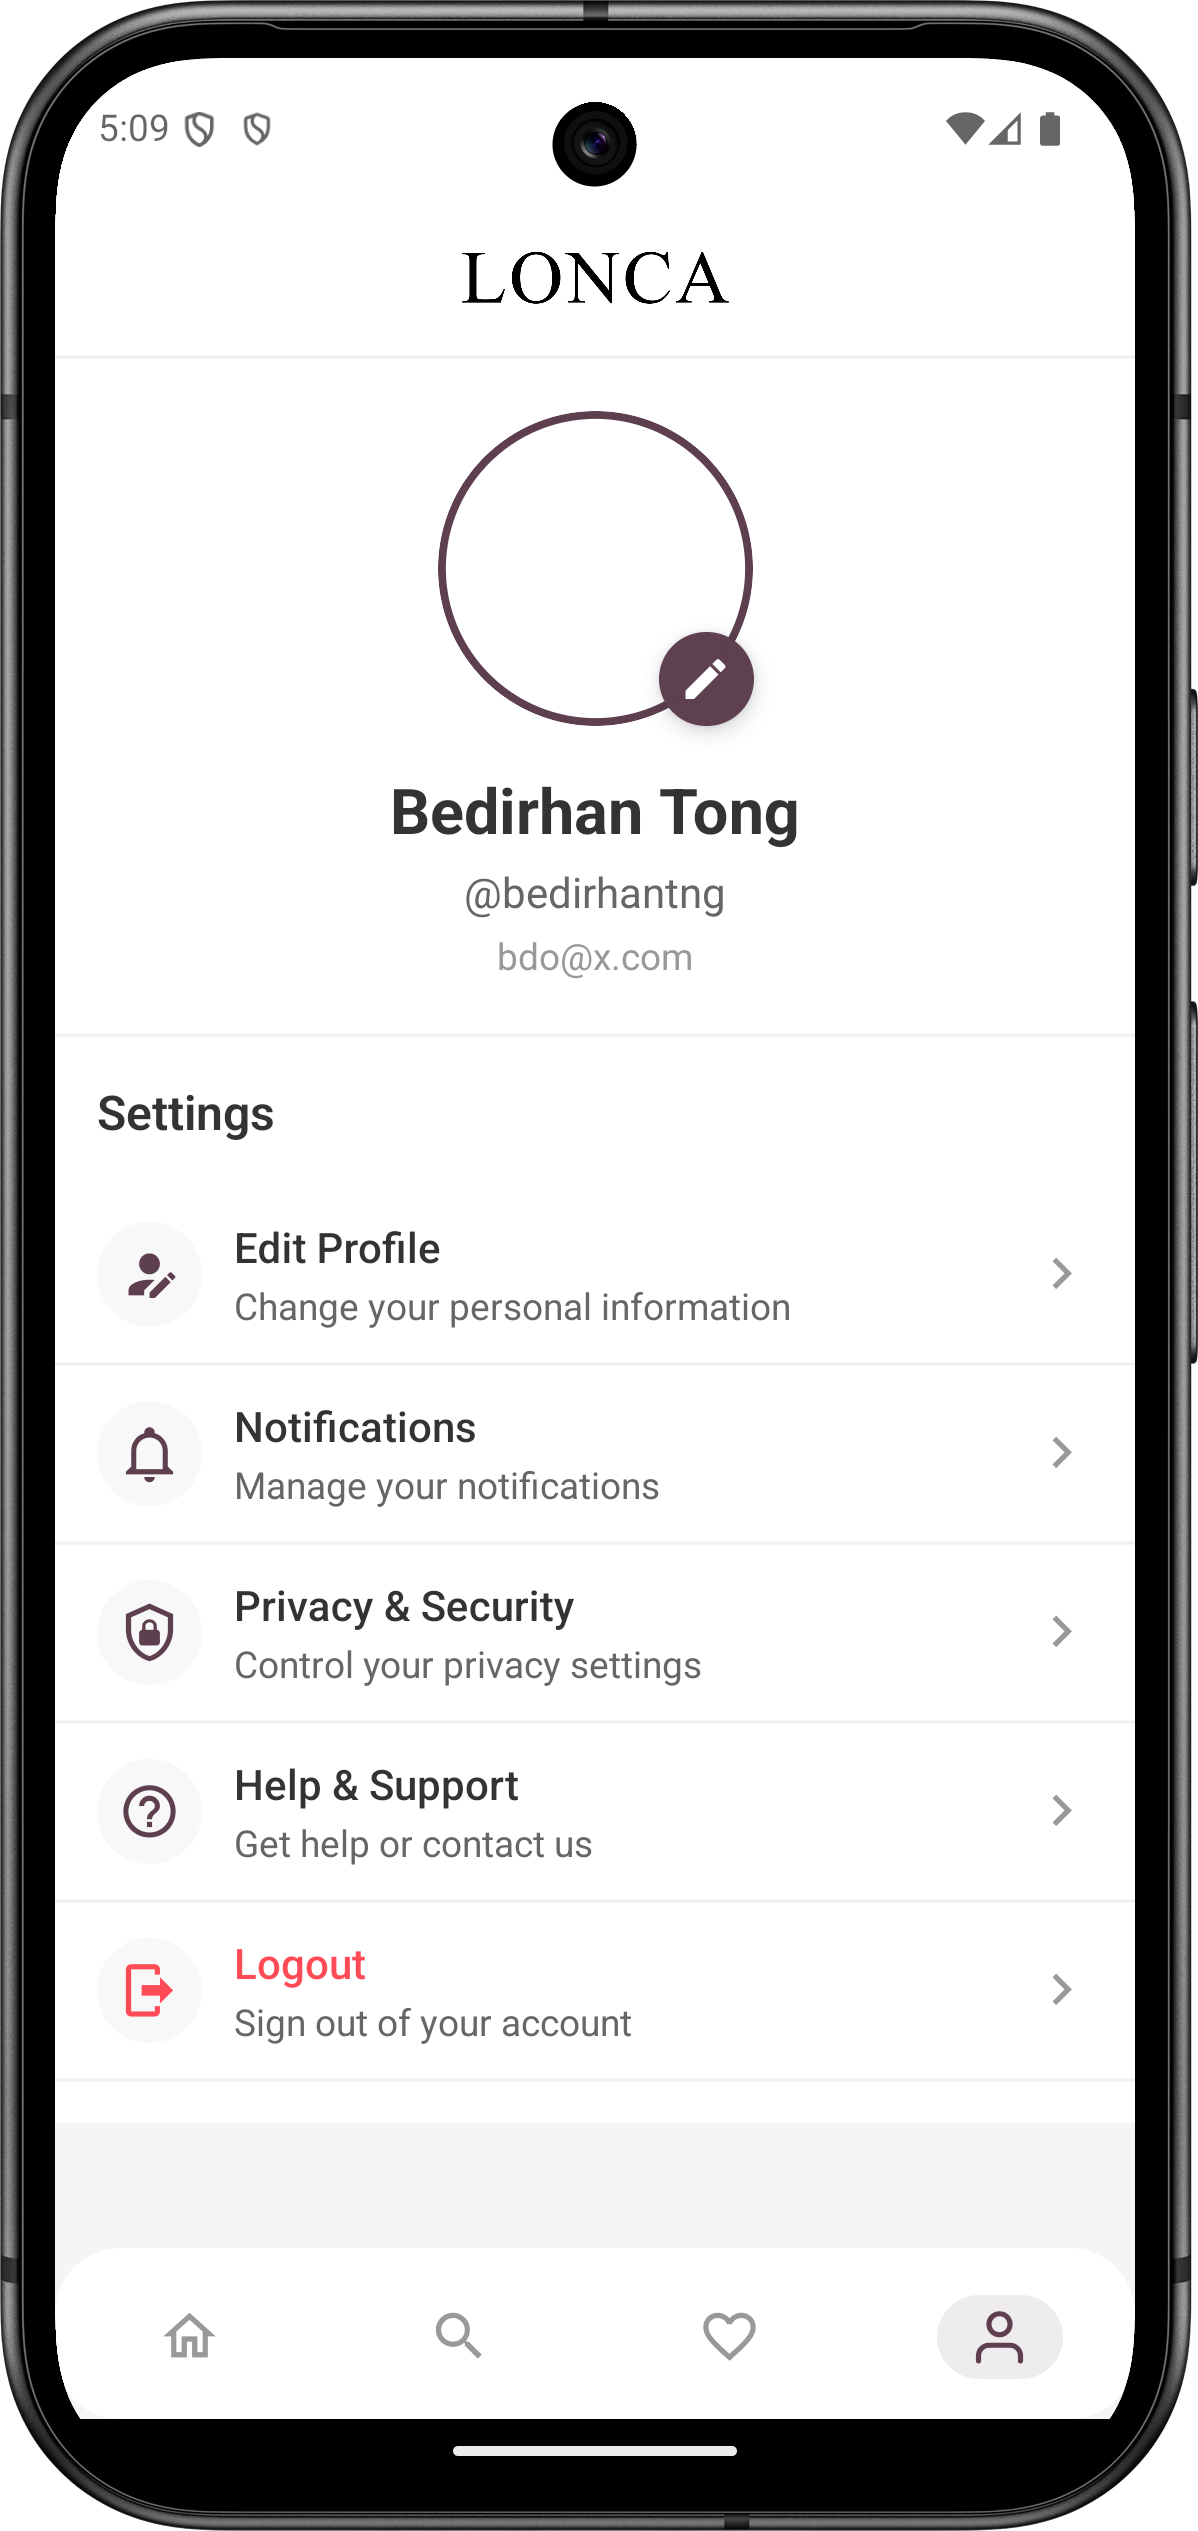 5:09
LONCA
Bedirhan Tong
@bedirhantng
bdo@x.com
Settings
Edit Profile
Change your personal information
Notifications
Manage your notifications
Privacy & Security
Control your privacy settings
Help & Support
Get help or contact us
Logout
Sign out of your account